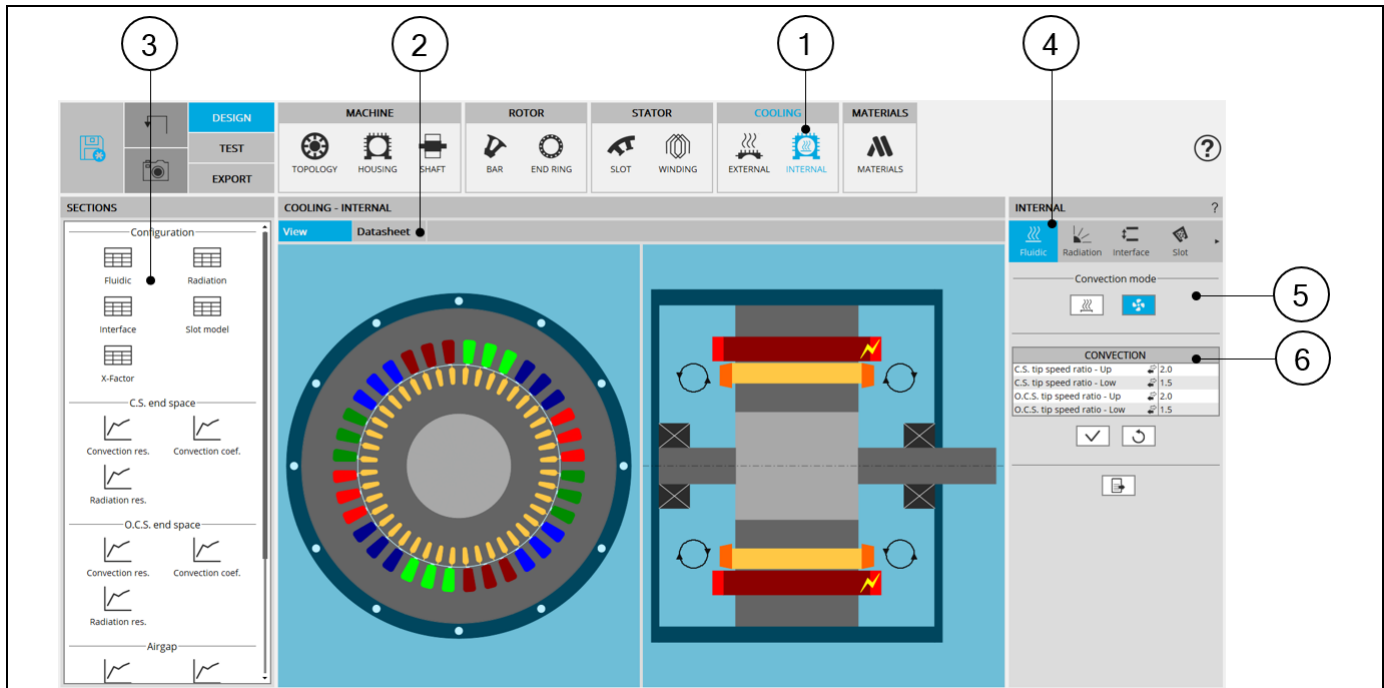 3
2
1
4
DESIGN
TEST
EXPORT
MACHINE
TOPOLOGY HOUSING SHAFT
ROTOR
BAR END RING
STATOR
SLOT WINDING
COOLING
EXTERNAL INTERNAL
MATERIALS
MATERIALS
?
SECTIONS
Configuration
Fluidic Radiation
Interface Slot model
X-Factor
C.S. end space
Convection res. Convection coef.
Radiation res.
O.C.S. end space
Convection res. Convection coef.
Radiation res.
Airgap
COOLING - INTERNAL
View Datasheet
INTERNAL ?
Fluidic Radiation Interface Slot
Convection mode
5
CONVECTION
6
C.S. tip speed ratio - Up 2.0
C.S. tip speed ratio - Low 1.5
O.C.S. tip speed ratio - Up 2.0
O.C.S. tip speed ratio - Low 1.5